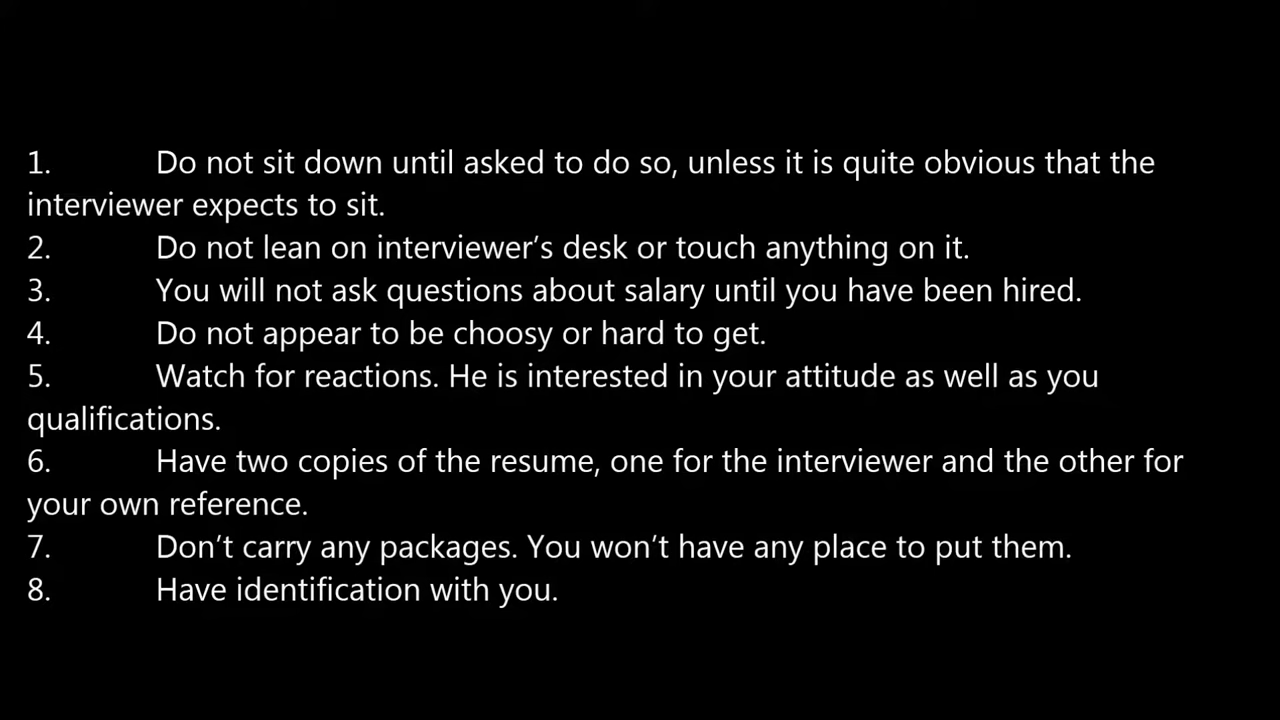 1. Do not sit down until asked to do so, unless it is quite obvious that the
interviewer expects to sit.
2. Do not lean on interviewer’s desk or touch anything on it.
3. You will not ask questions about salary until you have been hired.
4. Do not appear to be choosy or hard to get.
5. Watch for reactions. He is interested in your attitude as well as you
qualifications.
6. Have two copies of the resume, one for the interviewer and the other for
your own reference.
7. Don’t carry any packages. You won’t have any place to put them.
8. Have identification with you.